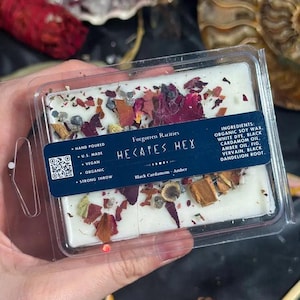 • HAND POURED
• U.S. MADE
• VEGAN
• ORGANIC
• STRONG THROW
Forgotten Rarities
HECATES HEX
Black Cardamom - Amber
INGREDIENTS:
ORGANIC SOY WAX,
WHITE DYE, BLACK
CARDAMOM OIL,
AMBER OIL, FIG,
VERVAIN, BLACK
DANDELION ROOT.